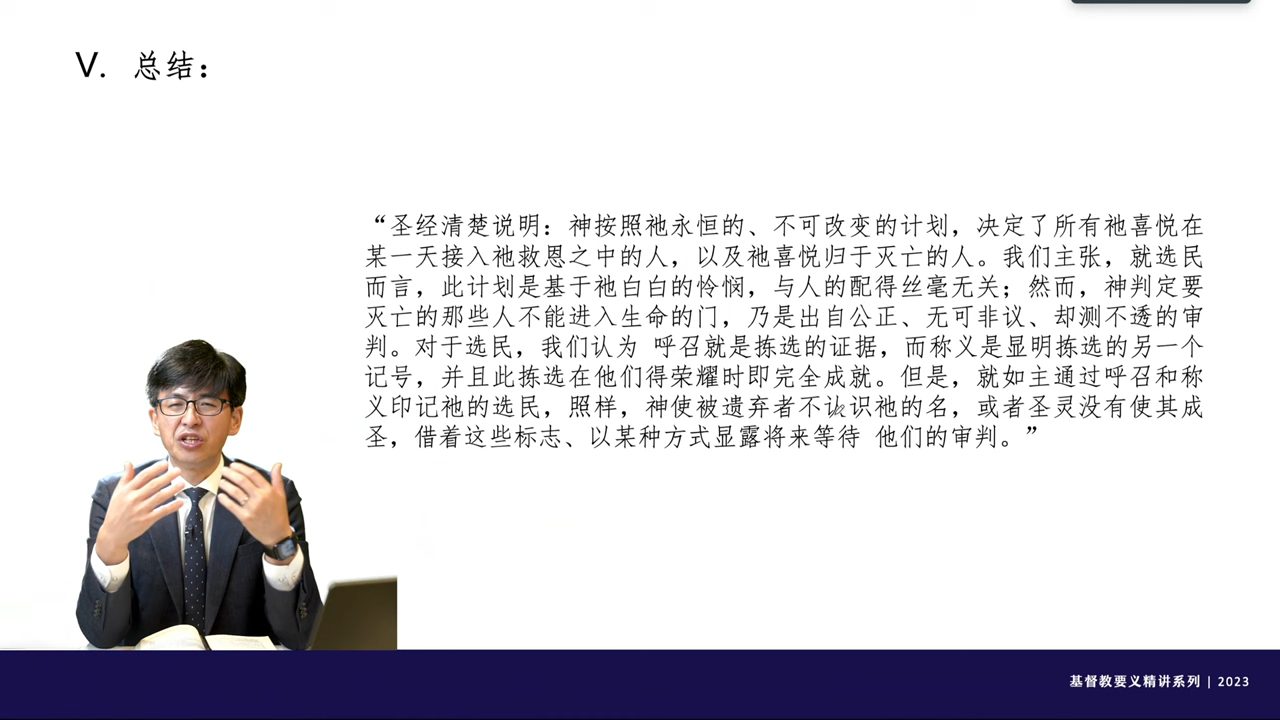 V. 总结：
“圣经清楚说明：神按照祂永恒的、不可改变的计划，决定了所有祂喜悦在
某一天接入祂救恩之中的人，以及祂喜悦归于灭亡的人。我们主张，就选民
而言，此计划是基于祂白白的怜悯，与人的配得丝毫无关；然而，神判定要
灭亡的那些人不能进入生命的门，乃是出自公正、无可非议、却测不透的审
判。对于选民，我们认为 呼召就是拣选的证据，而称义是显明拣选的另一个
记号，并且此拣选在他们得荣耀时即完全成就。但是，就如主通过呼召和称
义印记祂的选民，照样，神使被遗弃者不认识祂的名，或者圣灵没有使其成
圣，借着这些标志、以某种方式显露将来等待 他们的审判。”
基督教要义精讲系列 | 2023